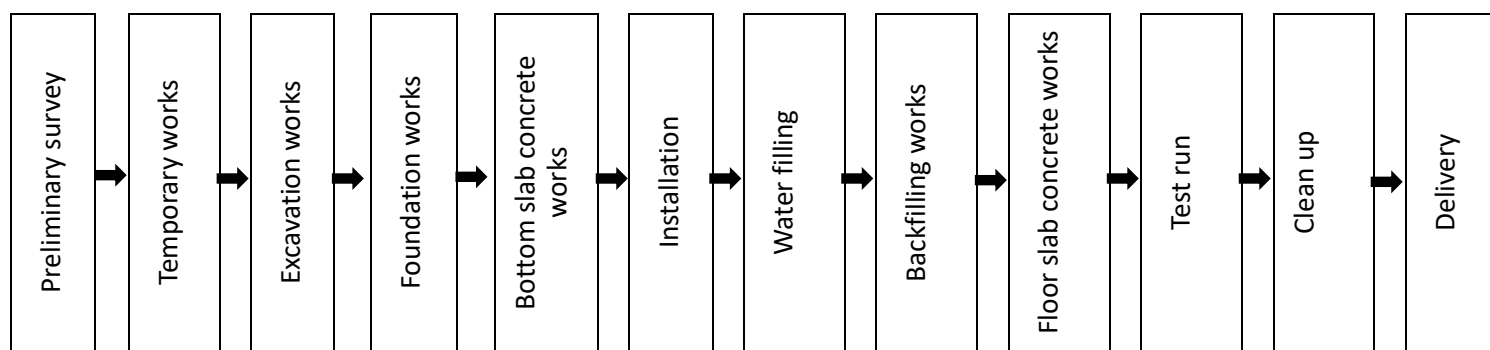 Preliminary survey
Temporary works
Excavation works
Foundation works
Bottom slab concrete
works
Installation
Water filling
Backfilling works
Floor slab concrete works
Test run
Clean up
Delivery